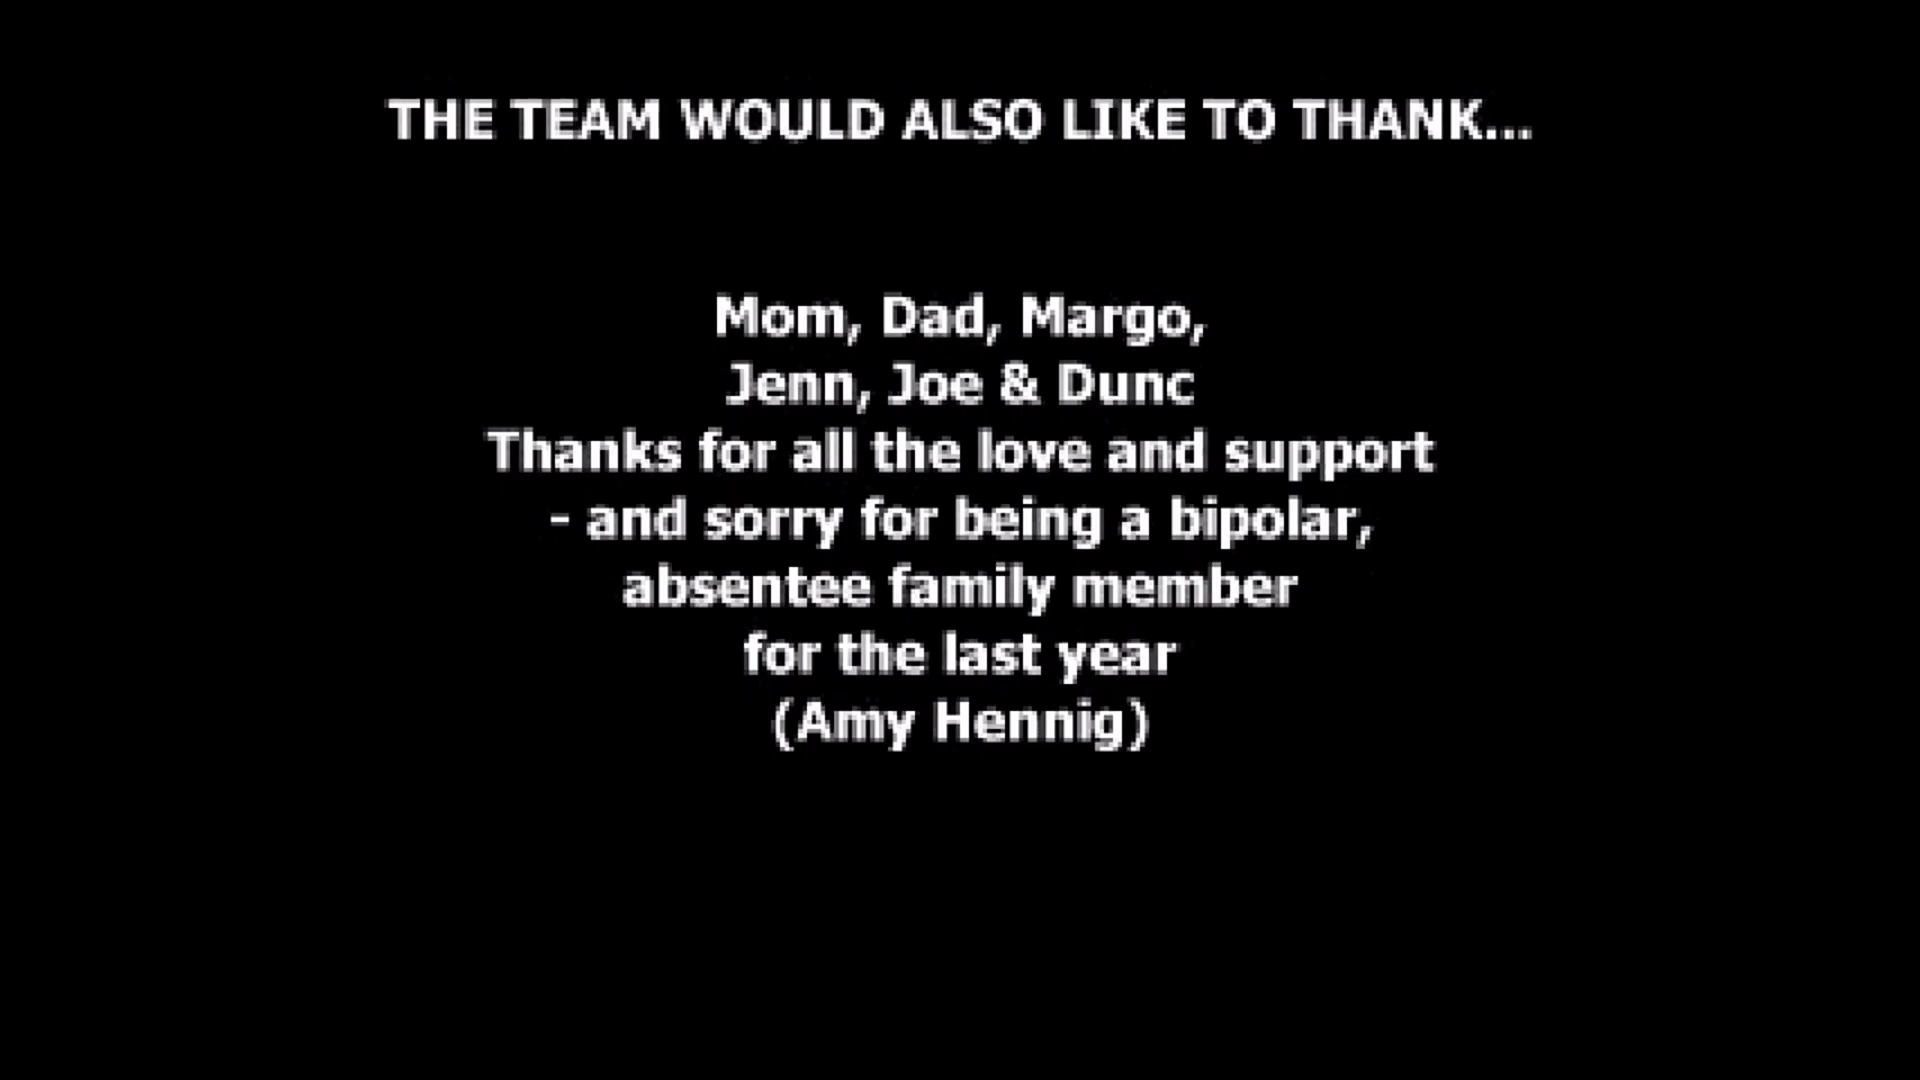 THE TEAM WOULD ALSO LIKE TO THANK...
Mom, Dad, Margo,
Jenn, Joe & Dunc
Thanks for all the love and support
- and sorry for being a bipolar,
absentee family member
for the last year
(Amy Hennig)